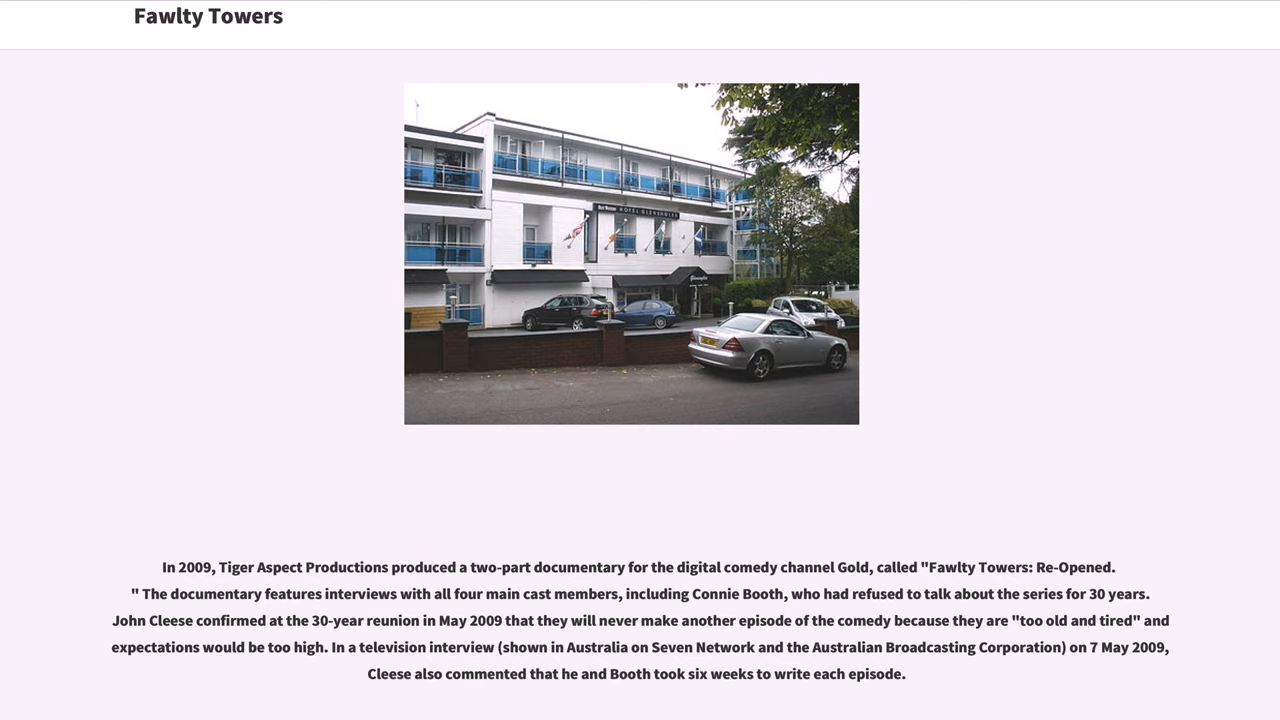 Fawlty Towers
HOTEL GLENEAGLES
Gleneagles
In 2009, Tiger Aspect Productions produced a two-part documentary for the digital comedy channel Gold, called "Fawlty Towers: Re-Opened.
" The documentary features interviews with all four main cast members, including Connie Booth, who had refused to talk about the series for 30 years.
John Cleese confirmed at the 30-year reunion in May 2009 that they will never make another episode of the comedy because they are "too old and tired" and
expectations would be too high. In a television interview (shown in Australia on Seven Network and the Australian Broadcasting Corporation) on 7 May 2009,
Cleese also commented that he and Booth took six weeks to write each episode.